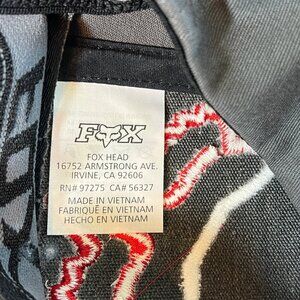 FOX
FOX HEAD
16752 ARMSTRONG AVE.
IRVINE, CA 92606
RN# 97275 CA# 56327
MADE IN VIETNAM
FABRIQUÉ EN VIETNAM
HECHO EN VIETNAM